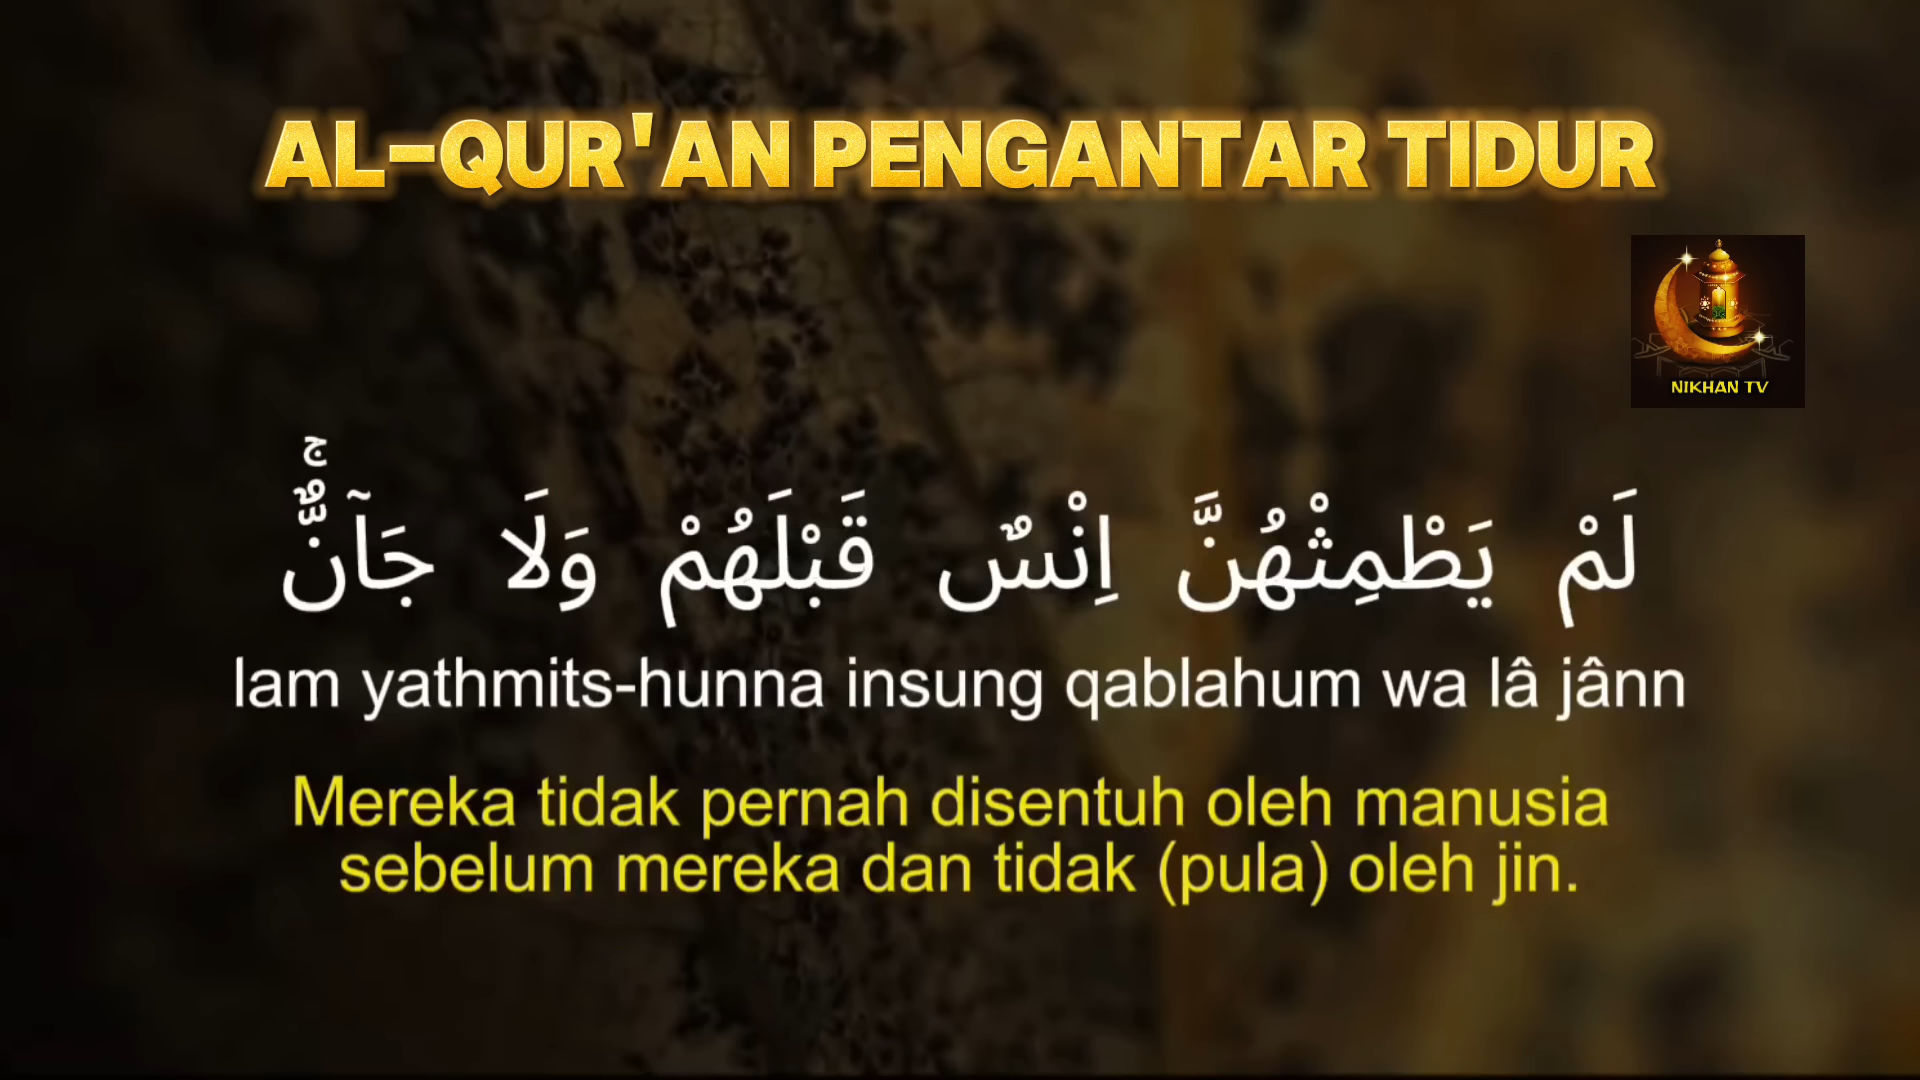 AL-QUR'AN PENGANTAR TIDUR
NIKHAN TV
لَمْ يَطْمِثْهُنَّ اِنْسٌ قَبْلَهُمْ وَلَا جَآنٌّۚ
lam yathmits-hunna insung qablahum wa lâ jânn
Mereka tidak pernah disentuh oleh manusia
sebelum mereka dan tidak (pula) oleh jin.